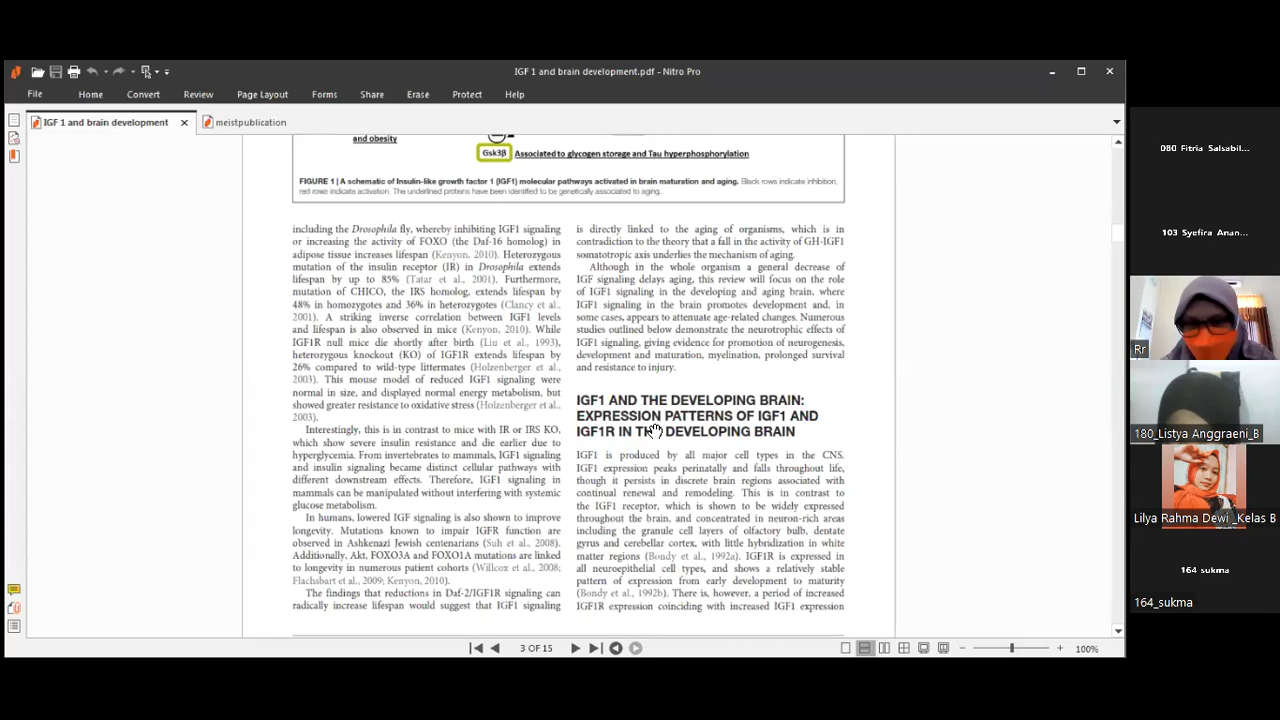 IGF 1 and brain development.pdf - Nitro Pro
File Home Convert Review Page Layout Forms Share Erase Protect Help
IGF 1 and brain development
meistpublication
and obesity
Gsk3β Associated to glycogen storage and Tau hyperphosphorylation
FIGURE 1 | A schematic of Insulin-like growth factor 1 (IGF1) molecular pathways activated in brain maturation and aging. Black rows indicate inhibition,
red rows indicate activation. The underlined proteins have been identified to be genetically associated to aging.
including the Drosophila fly, whereby inhibiting IGF1 signaling
or increasing the activity of FOXO (the Daf-16 homolog) in
adipose tissue increases lifespan (Kenyon, 2010). Heterozygous
mutation of the insulin receptor (IR) in Drosophila extends
lifespan by up to 85% (Tatar et al., 2001). Furthermore,
mutation of CHICO, the IRS homolog, extends lifespan by
48% in homozygotes and 36% in heterozygotes (Clancy et al.,
2001). A striking inverse correlation between IGF1 levels
and lifespan is also observed in mice (Kenyon, 2010). While
IGF1R null mice die shortly after birth (Liu et al., 1993),
heterozygous knockout (KO) of IGF1R extends lifespan by
26% compared to wild-type littermates (Holzenberger et al.,
2003). This mouse model of reduced IGF1 signaling were
normal in size, and displayed normal energy metabolism, but
showed greater resistance to oxidative stress (Holzenberger et al.,
2003).
Interestingly, this is in contrast to mice with IR or IRS KO,
which show severe insulin resistance and die earlier due to
hyperglycemia. From invertebrates to mammals, IGF1 signaling
and insulin signaling became distinct cellular pathways with
different downstream effects. Therefore, IGF1 signaling in
mammals can be manipulated without interfering with systemic
glucose metabolism.
In humans, lowered IGF signaling is also shown to improve
longevity. Mutations known to impair IGFR function are
observed in Ashkenazi Jewish centenarians (Suh et al., 2008).
Additionally, Akt, FOXO3A and FOXO1A mutations are linked
to longevity in numerous patient cohorts (Willcox et al., 2008;
Flachsbart et al., 2009; Kenyon, 2010).
The findings that reductions in Daf-2/IGF1R signaling can
radically increase lifespan would suggest that IGF1 signaling
is directly linked to the aging of organisms, which is in
contradiction to the theory that a fall in the activity of GH-IGF1
somatotropic axis underlies the mechanism of aging.
Although in the whole organism a general decrease of
IGF signaling delays aging, this review will focus on the role
of IGF1 signaling in the developing and aging brain, where
IGF1 signaling in the brain promotes development and, in
some cases, appears to attenuate age-related changes. Numerous
studies outlined below demonstrate the neurotrophic effects of
IGF1 signaling, giving evidence for promotion of neurogenesis,
development and maturation, myelination, prolonged survival
and resistance to injury.
IGF1 AND THE DEVELOPING BRAIN:
EXPRESSION PATTERNS OF IGF1 AND
IGF1R IN THE DEVELOPING BRAIN
IGF1 is produced by all major cell types in the CNS.
IGF1 expression peaks perinatally and falls throughout life,
though it persists in discrete brain regions associated with
continual renewal and remodeling. This is in contrast to
the IGF1 receptor, which is shown to be widely expressed
throughout the brain, and concentrated in neuron-rich areas
including the granule cell layers of olfactory bulb, dentate
gyrus and cerebellar cortex, with little hybridization in white
matter regions (Bondy et al., 1992a). IGF1R is expressed in
all neuroepithelial cell types, and shows a relatively stable
pattern of expression from early development to maturity
(Bondy et al., 1992b). There is, however, a period of increased
IGF1R expression coinciding with increased IGF1 expression
3 OF 15
100%
080 Fitria Salsabil...
103 Syefira Anan...
Rr
180_Listya Anggraeni_B
Lilya Rahma Dewi _Kelas B
164 sukma
164_sukma